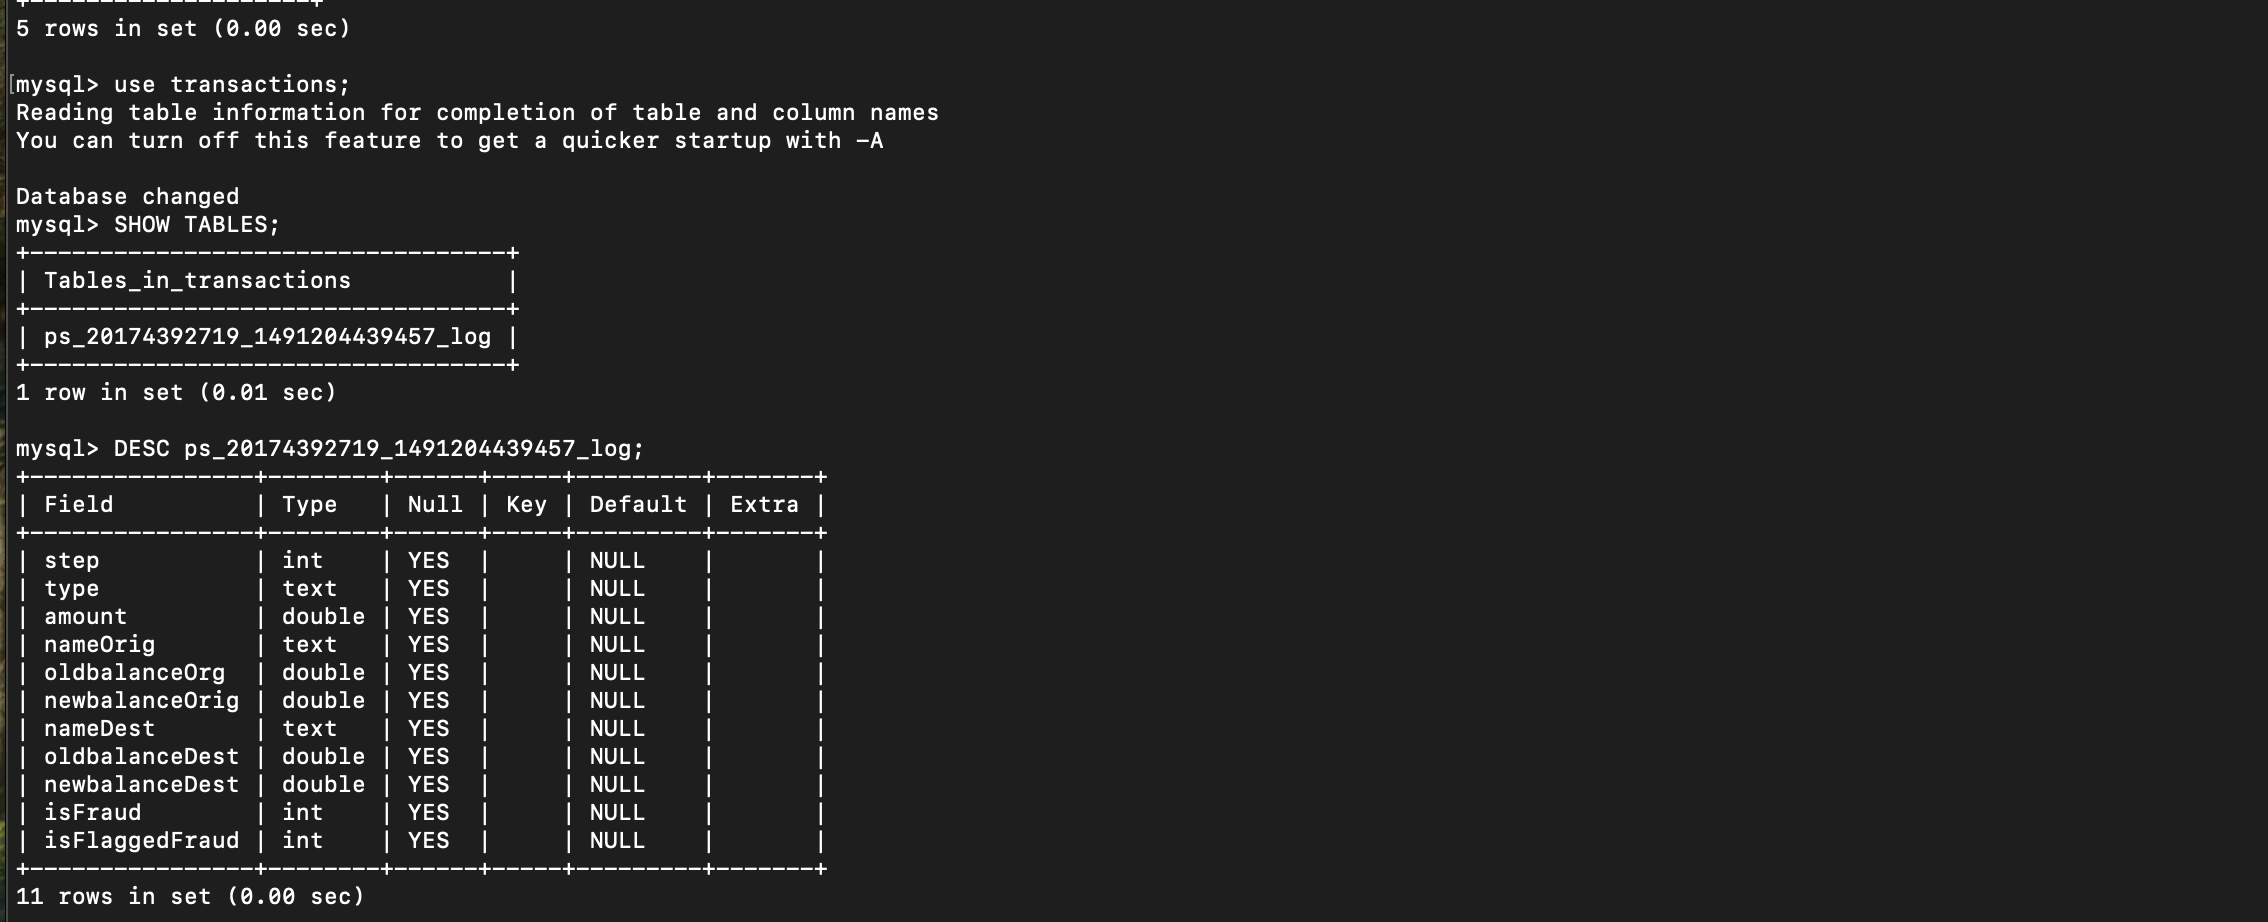 +---------------------+
5 rows in set (0.00 sec)

[mysql> use transactions;
Reading table information for completion of table and column names
You can turn off this feature to get a quicker startup with -A

Database changed
mysql> SHOW TABLES;
+----------------------------------+
| Tables_in_transactions           |
+----------------------------------+
| ps_20174392719_1491204439457_log |
+----------------------------------+
1 row in set (0.01 sec)

mysql> DESC ps_20174392719_1491204439457_log;
+----------------+--------+------+-----+---------+-------+
| Field          | Type   | Null | Key | Default | Extra |
+----------------+--------+------+-----+---------+-------+
| step           | int    | YES  |     | NULL    |       |
| type           | text   | YES  |     | NULL    |       |
| amount         | double | YES  |     | NULL    |       |
| nameOrig       | text   | YES  |     | NULL    |       |
| oldbalanceOrg  | double | YES  |     | NULL    |       |
| newbalanceOrig | double | YES  |     | NULL    |       |
| nameDest       | text   | YES  |     | NULL    |       |
| oldbalanceDest | double | YES  |     | NULL    |       |
| newbalanceDest | double | YES  |     | NULL    |       |
| isFraud        | int    | YES  |     | NULL    |       |
| isFlaggedFraud | int    | YES  |     | NULL    |       |
+----------------+--------+------+-----+---------+-------+
11 rows in set (0.00 sec)